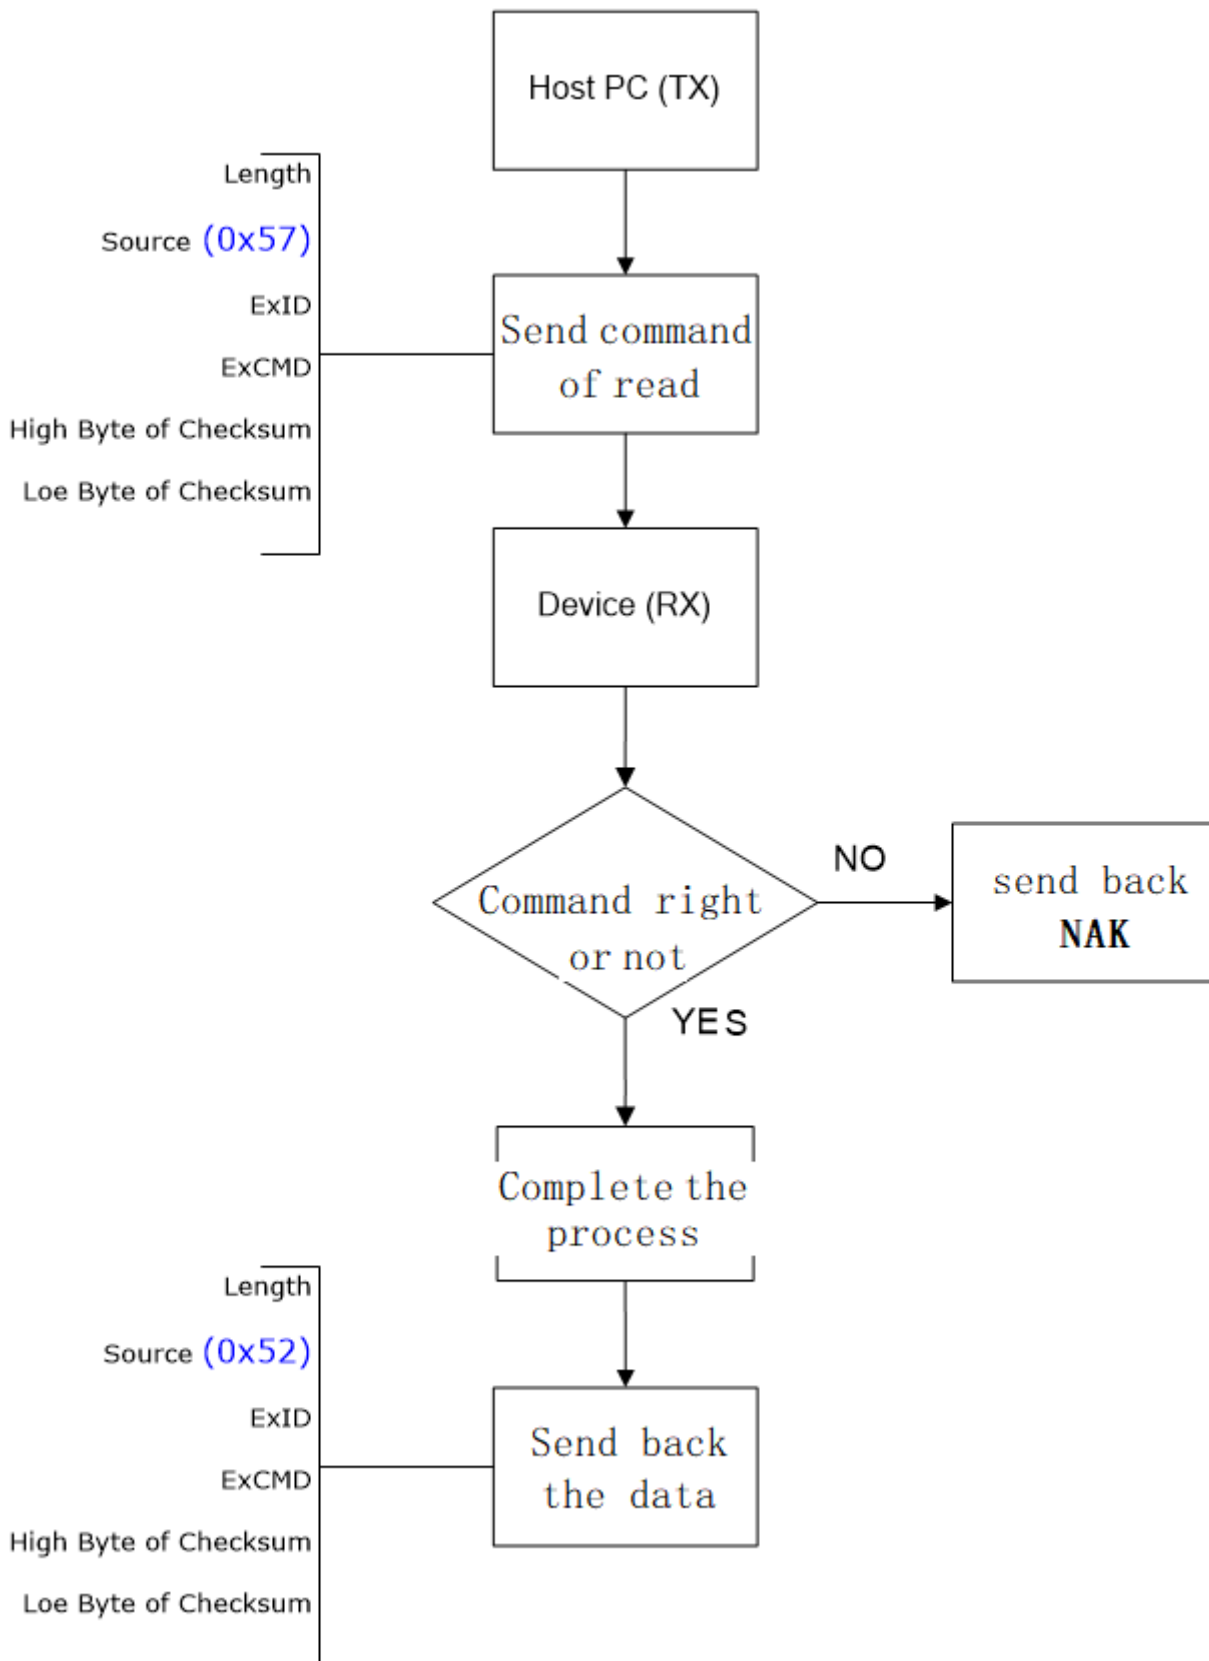 Host PC (TX)
Length
Source (0x57)
ExID
ExCMD
High Byte of Checksum
Loe Byte of Checksum
Send command
of read
Device (RX)
Command right
or not
NO
send back
NAK
YES
Complete the
process
Length
Source (0x52)
ExID
ExCMD
High Byte of Checksum
Loe Byte of Checksum
Send back
the data